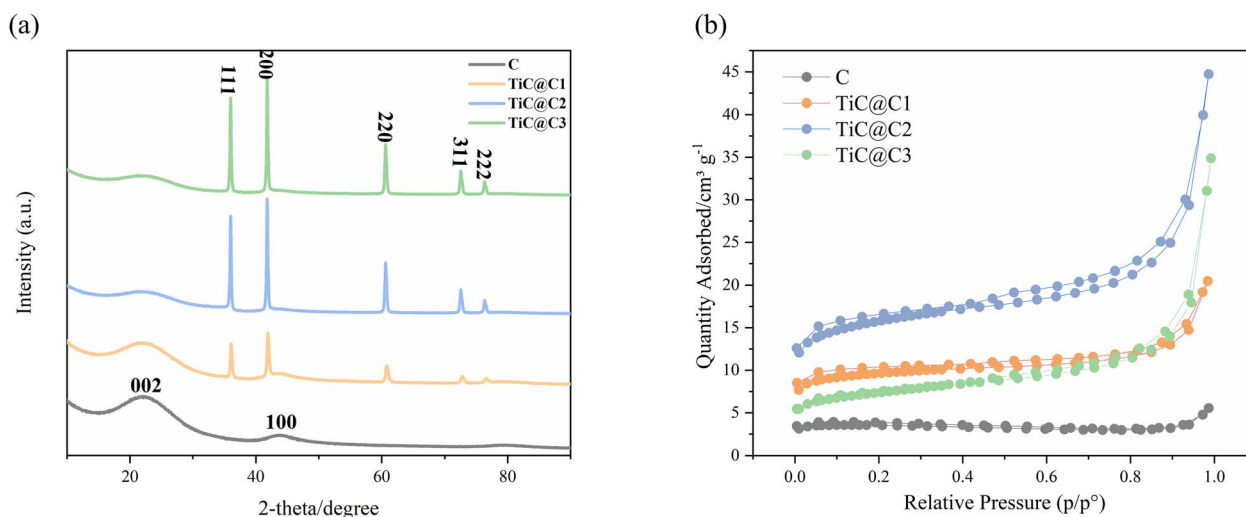 (a)
111
200
220
311
222
002
100
C
TiC@C1
TiC@C2
TiC@C3
Intensity (a.u.)
20
40
60
80
2-theta/degree
(b)
C
TiC@C1
TiC@C2
TiC@C3
Quantity Adsorbed/cm³ g⁻¹
45
40
35
30
25
20
15
10
5
0
0.0
0.2
0.4
0.6
0.8
1.0
Relative Pressure (p/p°)